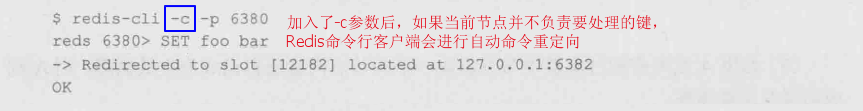 $ redis-cli -c -p 6380 加入了-c参数后，如果当前节点并不负责要处理的键，
reds 6380> SET foo bar Redis命令行客户端会进行自动命令重定向
-> Redirected to slot [12182] located at 127.0.0.1:6382
OK